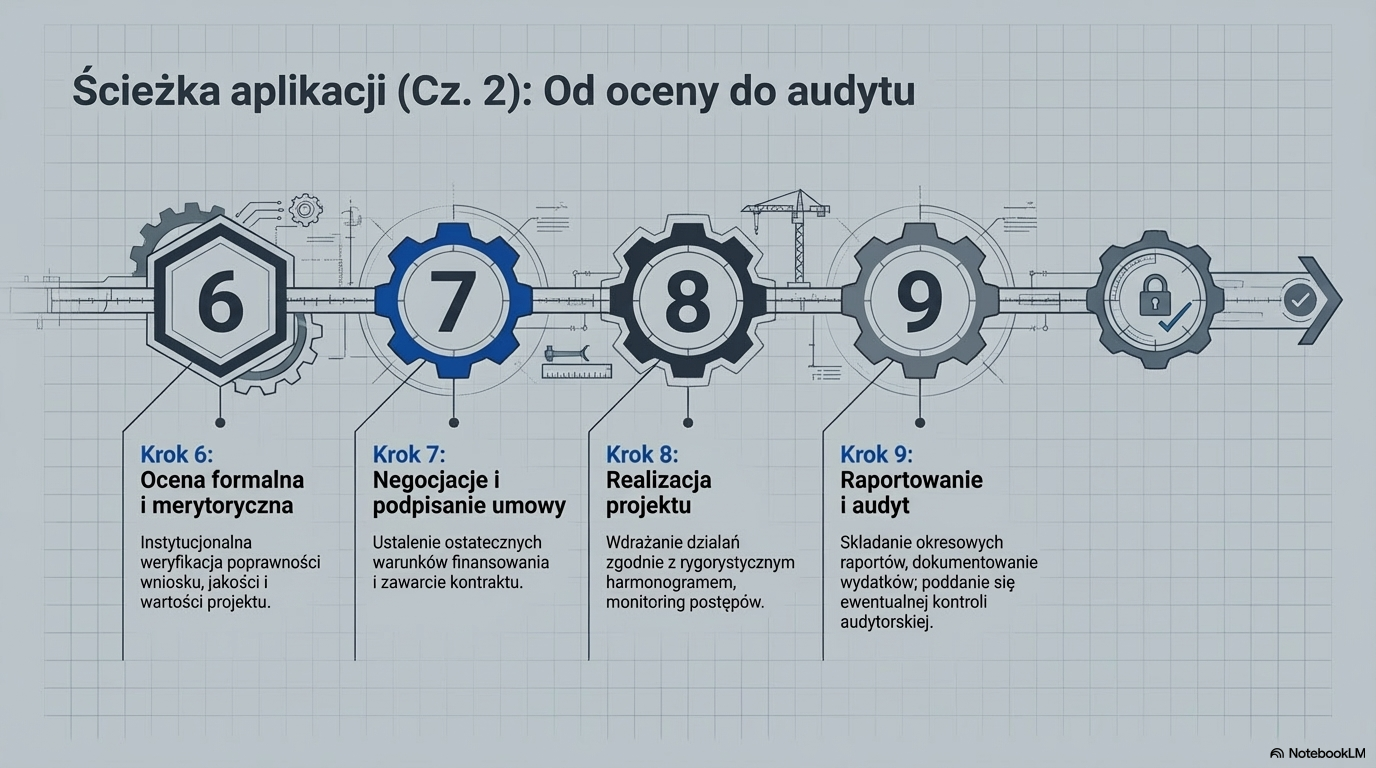 Ścieżka aplikacji (Cz. 2): Od oceny do audytu
6
7
8
9
Krok 6:
Ocena formalna
i merytoryczna
Instytucjonalna
weryfikacja poprawności
wniosku, jakości i
wartości projektu.
Krok 7:
Negocjacje i
podpisanie umowy
Ustalenie ostatecznych
warunków finansowania
i zawarcie kontraktu.
Krok 8:
Realizacja
projektu
Wdrażanie dzialań
zgodnie z rygorystycznym
harmonogramem,
monitoring postępów.
Krok 9:
Raportowanie
i audyt
Składanie okresowych
raportów, dokumentowanie
wydatków; poddanie się
ewentualnej kontroli
audytorskiej.
NotebookLM